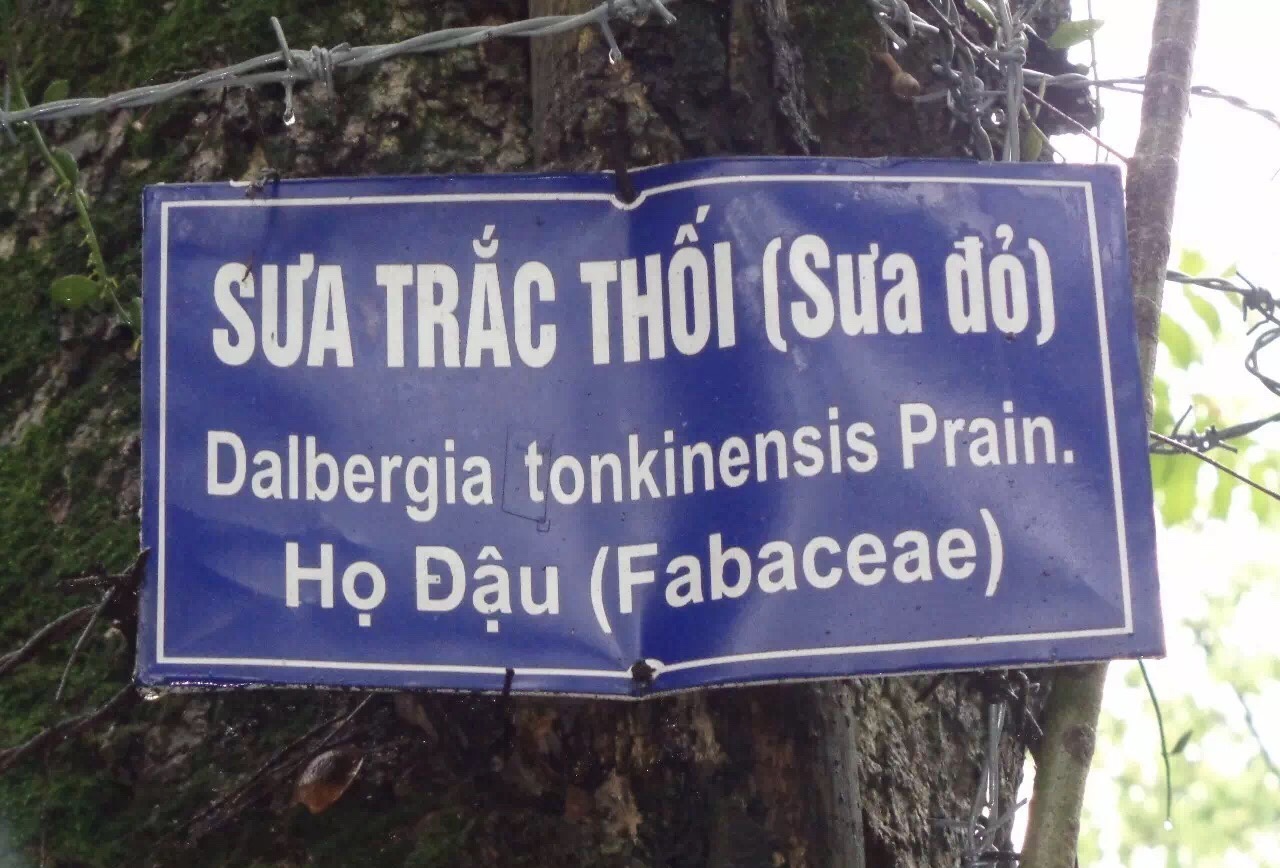 SƯA TRẮC THỐI (Sưa đỏ)
Dalbergia tonkinensis Prain.
Họ Đậu (Fabaceae)